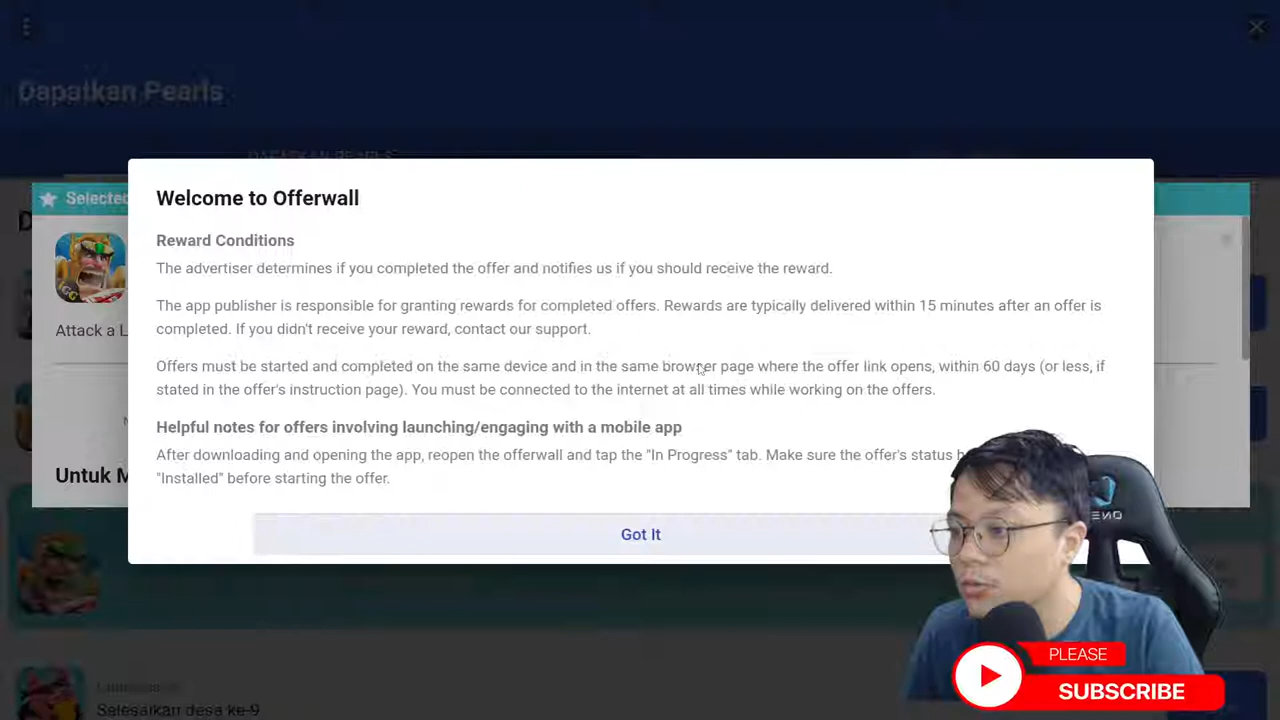 Dapatkan Pearls
Selected
Welcome to Offerwall
Reward Conditions
The advertiser determines if you completed the offer and notifies us if you should receive the reward.
The app publisher is responsible for granting rewards for completed offers. Rewards are typically delivered within 15 minutes after an offer is
completed. If you didn't receive your reward, contact our support.
Attack a L
Offers must be started and completed on the same device and in the same browser page where the offer link opens, within 60 days (or less, if
stated in the offer's instruction page). You must be connected to the internet at all times while working on the offers.
Helpful notes for offers involving launching/engaging with a mobile app
After downloading and opening the app, reopen the offerwall and tap the "In Progress" tab. Make sure the offer's status
"Installed" before starting the offer.
Untuk M
Got It
PLEASE
SUBSCRIBE
Selesaikan desa ke-9